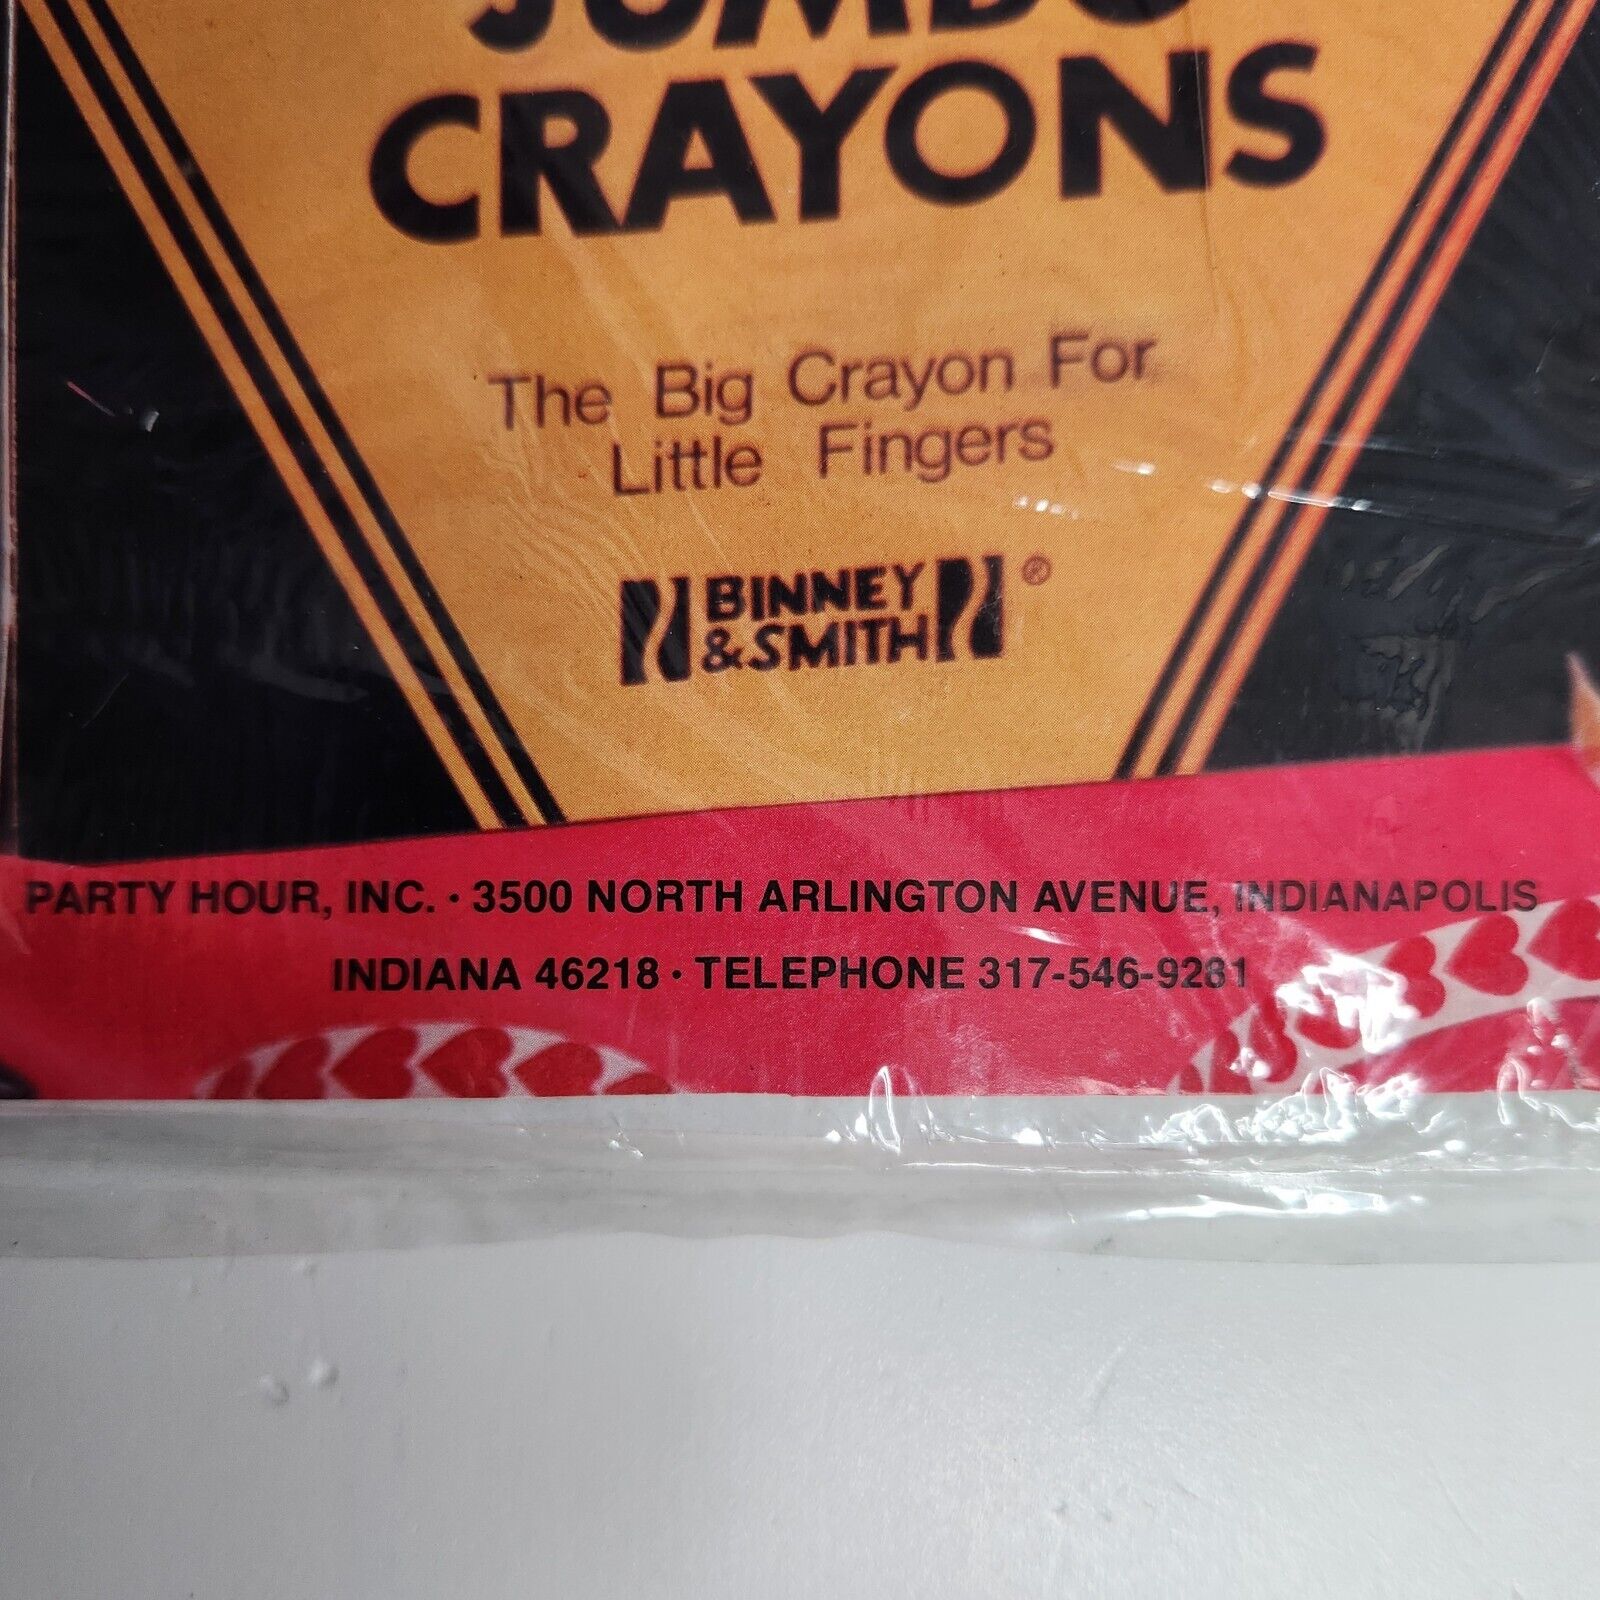 JUMBO
CRAYONS
The Big Crayon For
Little Fingers
BINNEY
& SMITH ®
PARTY HOUR, INC. · 3500 NORTH ARLINGTON AVENUE, INDIANAPOLIS
INDIANA 46218 · TELEPHONE 317-546-9281